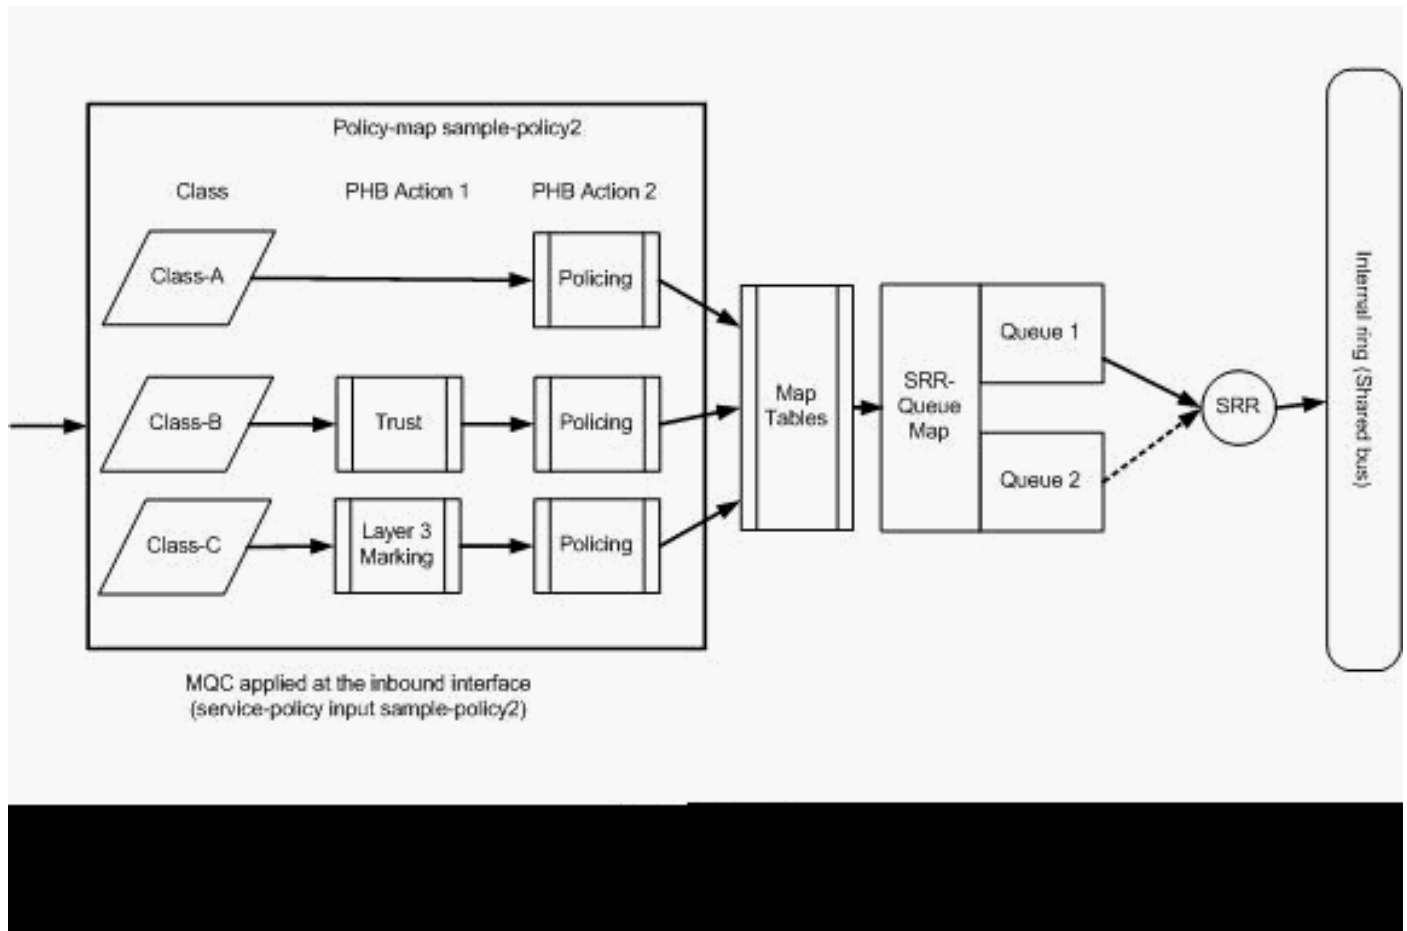 Policy-map sample-policy2
Class
PHB Action 1
PHB Action 2
Class-A
Policing
Class-B
Trust
Policing
Class-C
Layer 3
Marking
Policing
Map
Tables
SRR-
Queue
Map
Queue 1
Queue 2
SRR
Internal ring (Shared bus)
MQC applied at the inbound interface
(service-policy input sample-policy2)